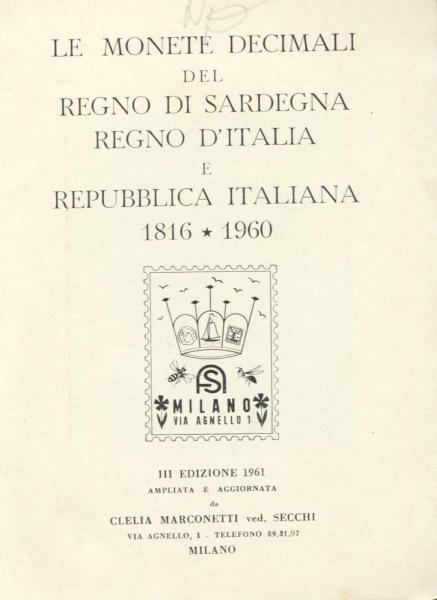 LE MONETE DECIMALI
DEL
REGNO DI SARDEGNA
REGNO D'ITALIA
E
REPUBBLICA ITALIANA
1816 ★ 1960
MILANO
VIA AGNELLO 1
III EDIZIONE 1961
AMPLIATA E AGGIORNATA
da
CLELIA MARCONETTI ved. SECCHI
VIA AGNELLO, 1 - TELEFONO 89.31.97
MILANO